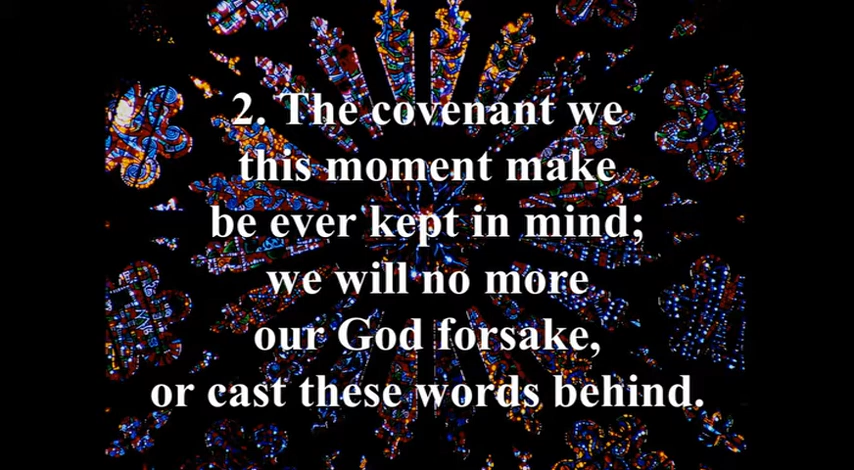 2. The covenant we
this moment make
be ever kept in mind;
we will no more
our God forsake,
or cast these words behind.